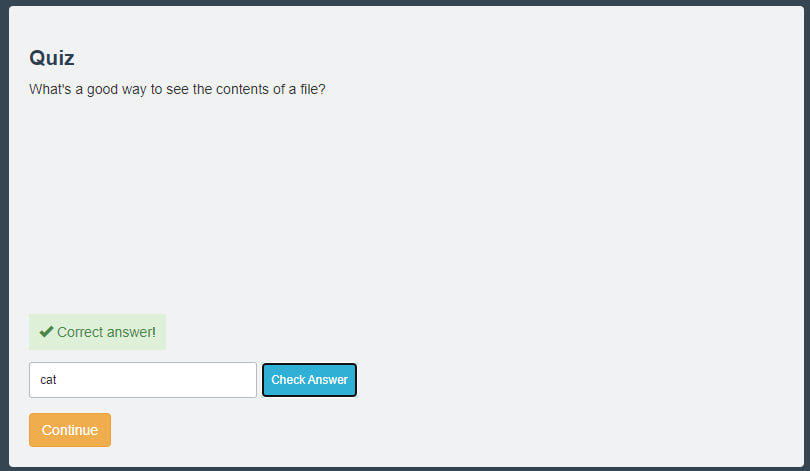 Quiz
What's a good way to see the contents of a file?
✔ Correct answer!
cat
Check Answer
Continue